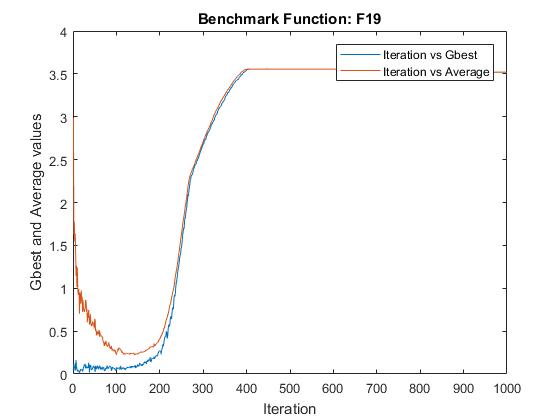 Benchmark Function: F19
Gbest and Average values
4
3.5
3
2.5
2
1.5
1
0.5
0
Iteration vs Gbest
Iteration vs Average
0 100 200 300 400 500 600 700 800 900 1000
Iteration